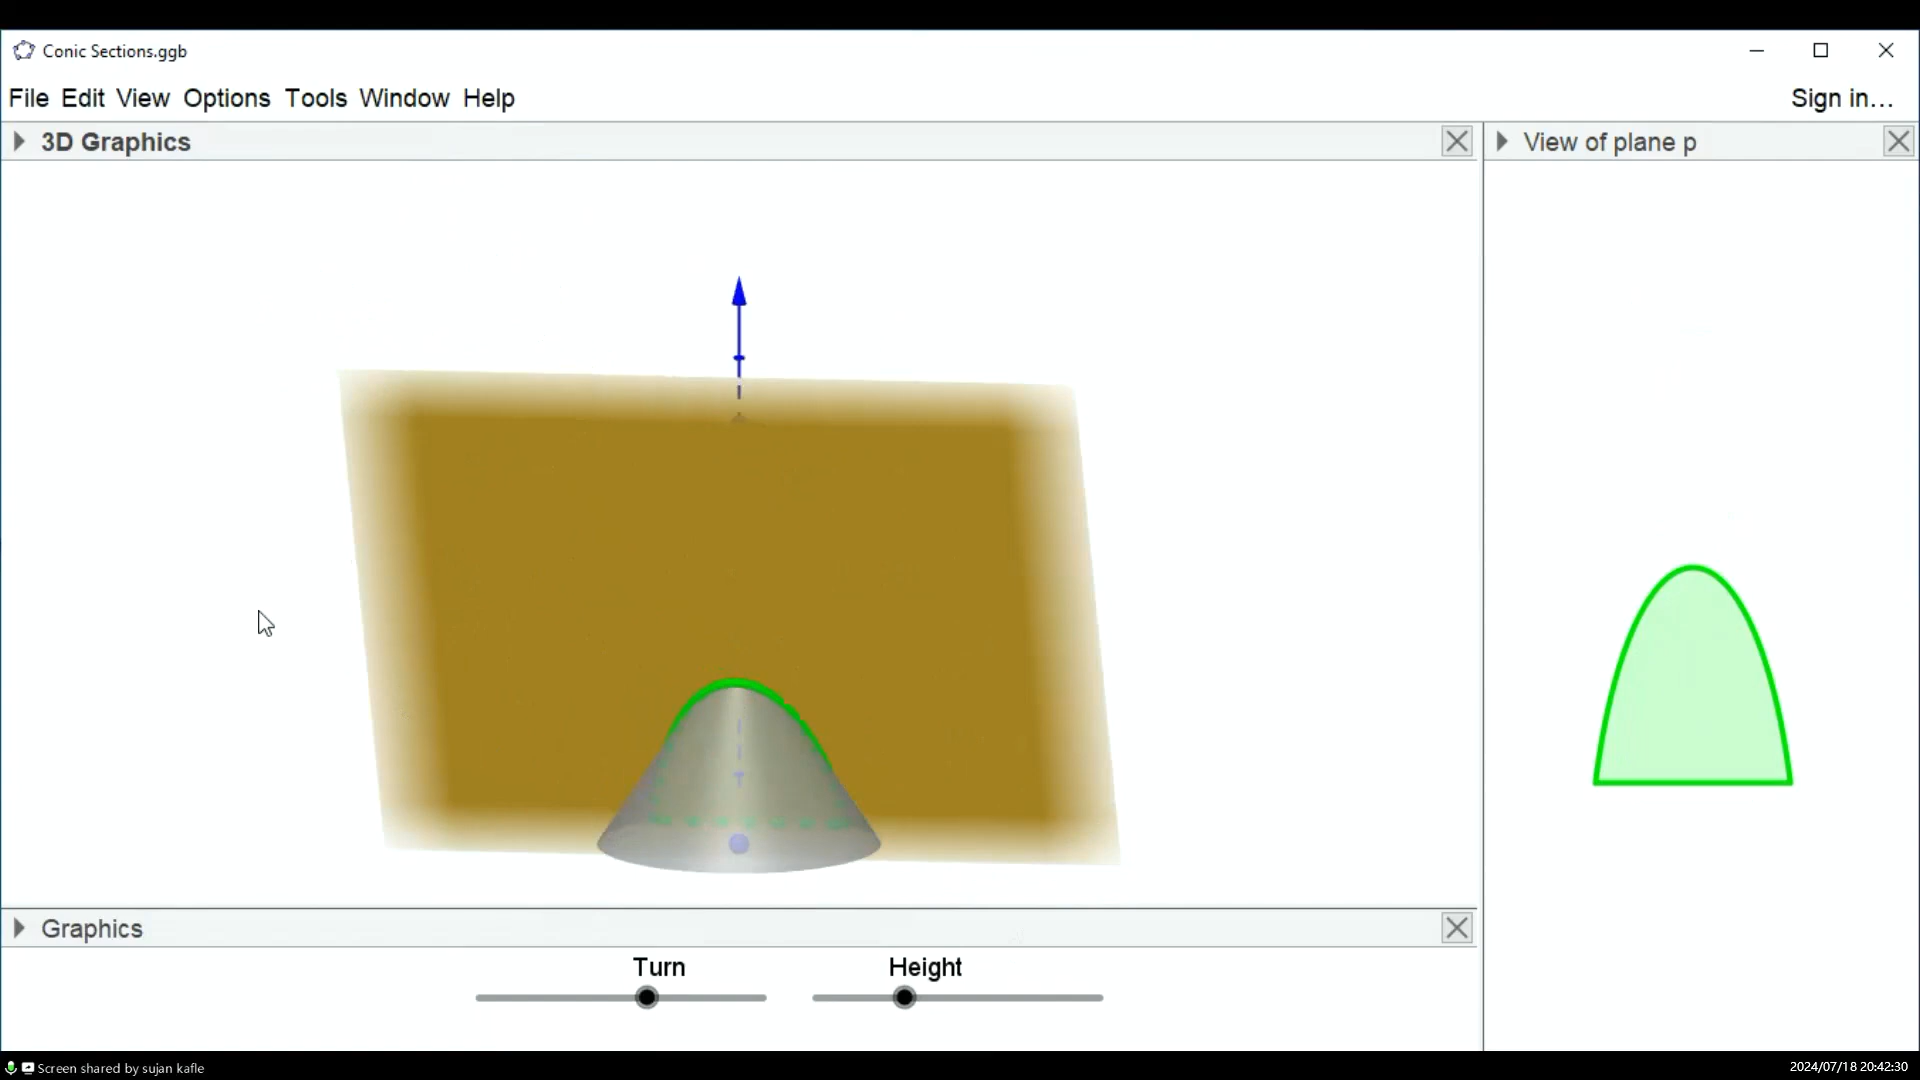 Conic Sections.ggb
File Edit View Options Tools Window Help
Sign in...
3D Graphics
View of plane p
Graphics
Turn
Height
Screen shared by sujan kafle
2024/07/18 20:42:30